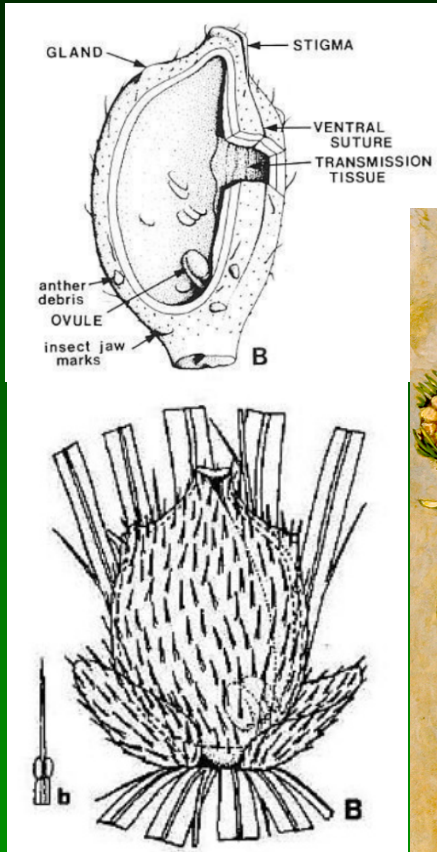 GLAND
STIGMA
VENTRAL
SUTURE
TRANSMISSION
TISSUE
anther
debris
OVULE
insect jaw
marks
B
b
B